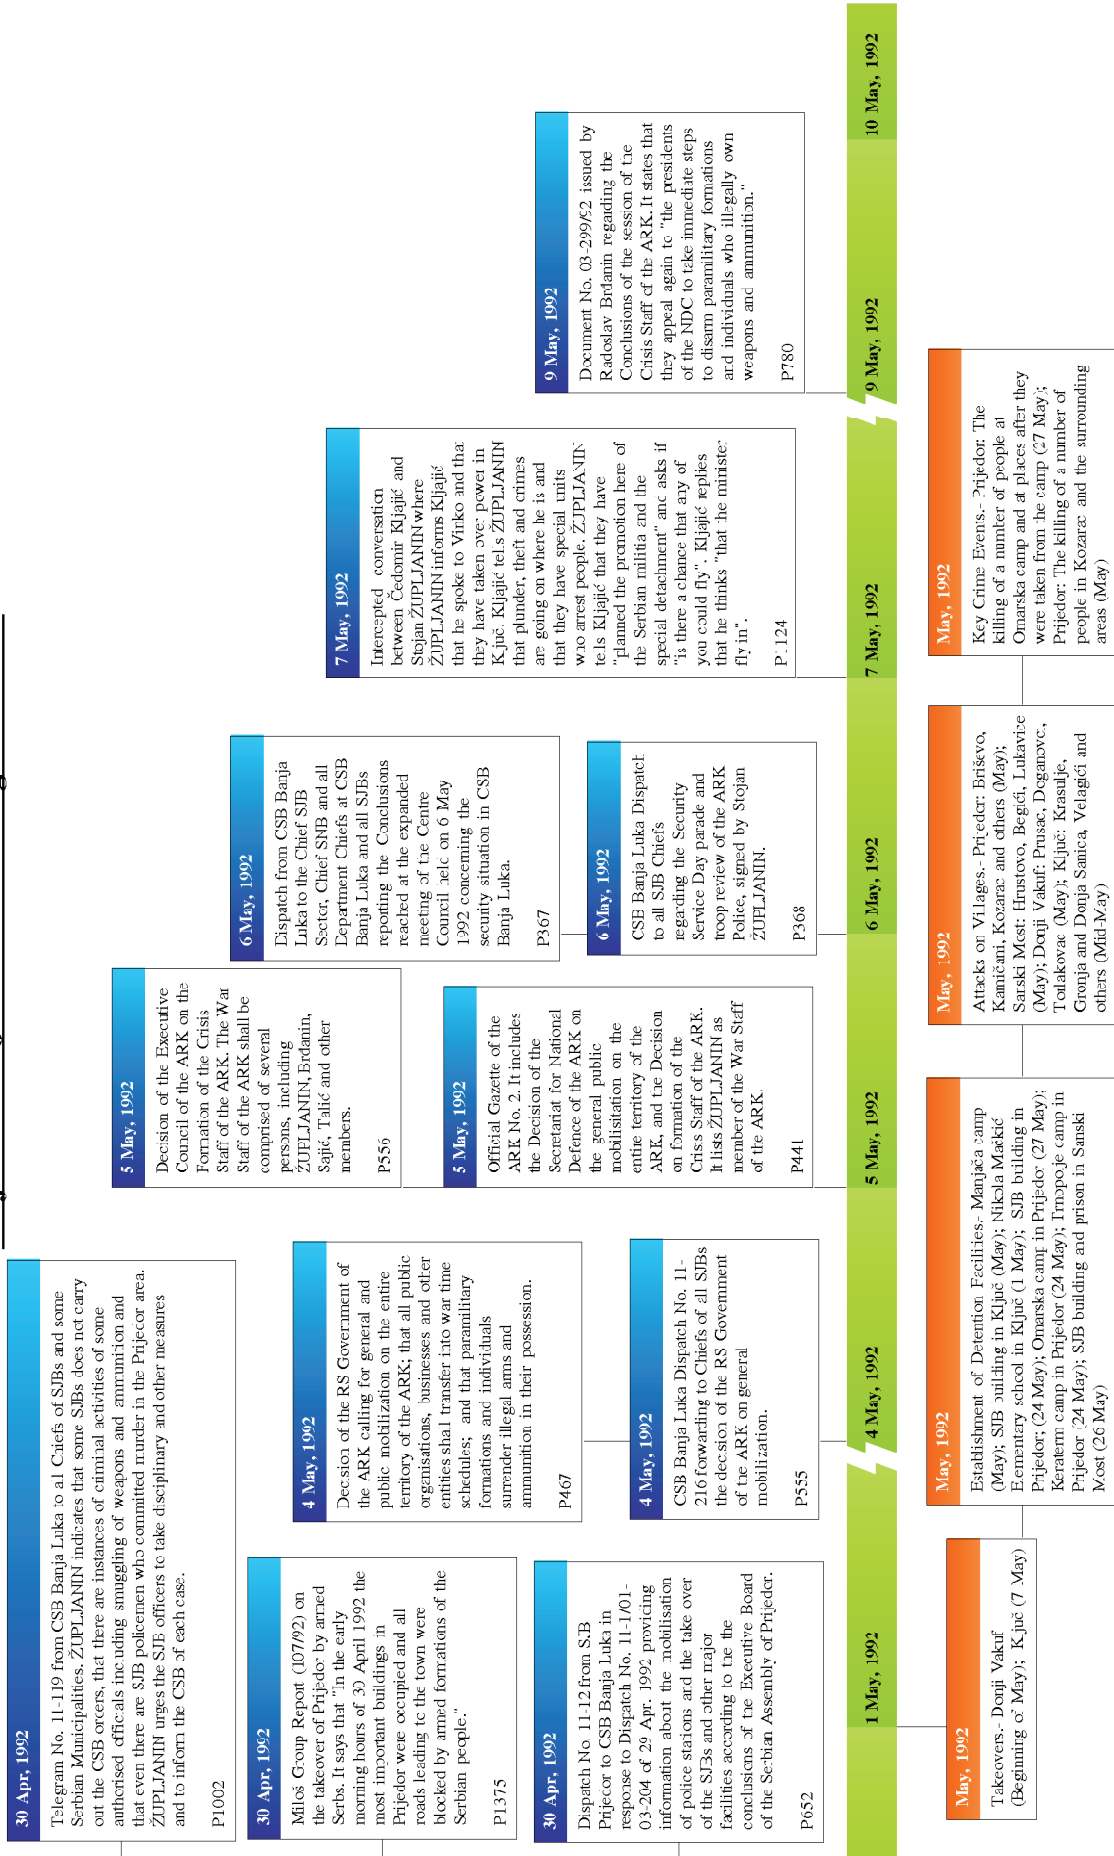 30 Apr, 1992
Telegram No. 11-119 from CSB Banja Luka to all Chiefs of SJBs and some
Serbian Municipalities. ŽUPLJANIN indicates that some SJBs does not carry
out the CSB orcers, that there are instances of criminal activities of some
authorised officials including smuggling of weapons and ammunition and
that even there are SJB policemen who committed murder in the Prijedor area.
ŽUPLJANIN urges the SJB officers to take disciplinary and other measures
and to inform the CSB of each case.
P1002
30 Apr, 1992
Miloš Group Report (107/92) on
the takeover of Prijedor by armed
Serbs. It says that "In the early
morning hours of 30 April 1992 the
most important buildings in
Prijedor were occupied and all
roads leading to the town were
blocked by armed formations of the
Serbian people."
P1375
30 Apr, 1992
Dispatch No. 11-12 from SJB
Prijedor to CSB Banja Luka in
response to Dispatch No. 11-1/01-
03-204 of 29 Apr. 1992 providing
information about the mobilisation
of police staions and the take over
of the SJBs and other major
facilities according to the the
conclusions of the Executive Board
of the Serbian Assembly of Prijedor.
P652
4 May, 1992
Decision of the RS Government of
the ARK calling for general and
public mobilization on the entire
territory of the ARK; that all public
organisations, businesses and other
entities shal transfer into war time
schedules; and that paramilitary
formations and individuals
surrender illegal arms and
ammunition in their possession.
P467
4 May, 1992
CSB Banja Luka Dispatch No. 11-
216 forwarding to Chiefs of all SJBs
the decision of the RS Government
of the ARK on general
mobilization.
P555
5 May, 1992
Decision of the Executive
Council of the ARK on the
Formation of the Crisis
Staff of the ARK. The War
Staff of the ARK shall be
comprised of several
persons, including
ŽUPLJANIN, Brđanin,
Sajić, Talić and other
members.
P556
5 May, 1992
Official Gazette of the
ARK No. 2. It includes
the Decision of the
Secretariat for National
Defence of the ARK on
the general public
mobilisitation on the
entire territory of the
ARK, and the Decision
on formation of the
Crisis Staff of the ARK.
It lists ŽUPLJANIN as
member of the War Staff
of the ARK.
P441
6 May, 1992
Dispatch from CSB Banja
Luka to the Chief SJB
Sector, Chief SNB and all
Department Chiefs at CSB
Banja Luka and all SJBs
reporting the Conclusions
reached at the expanded
meeting of the Centre
Council held on 6 May
1992 concerning the
security situation in CSB
Banja Luka.
P367
6 May, 1992
CSB Banja Luka Dispatch
to all SJB Chiefs
regarding the Security
Service Day parade and
troop review of the ARK
Police, signed by Stojan
ŽUPLJANIN.
P368
7 May, 1992
Intercepted conversation
between Čedomir Kljajić and
Stojan ŽUPLJANIN where
ŽUPLJANIN informs Kljajić
that he spoke to Vinko and that
they have taken over power in
Ključ. Kljajić tells ŽUPLJANIN
that plunder, theft and crimes
are going on where he is and
that they have special units
who arrest people. ŽUPLJANIN
tells Kljajić that they have
"planned the promotion here of
the Serbian militia and the
special detachment" and asks if
"is there a chance that any of
you could fly". Kljajić replies
that he thinks "that the minister
fly in".
P1124
9 May, 1992
Document No. 03-299/92 issued by
Radoslav Brđanin regarding the
Conclusions of the session of the
Crisis Staff of the ARK. It states that
they appeal again to "the presidents
of the NDC to take immediate steps
to disarm paramilitary formations
and individuals who illegally own
weapons and ammunition."
P780
1 May, 1992
4 May, 1992
5 May, 1992
6 May, 1992
7 May, 1992
9 May, 1992
10 May, 1992
May, 1992
Takeovers.- Donji Vakuf
(Beginning of May); Ključ (7 May)
May, 1992
Establishment of Detention Facilities.- Manjača camp
(May); SJB building in Ključ (May); Nikola Mačkić
Elementary school in Ključ (1 May); SJB building in
Prijedor; (24 May); Omarska camp in Prijedor (27 May);
Keraterm camp in Prijedor (24 May); Trnopolje camp in
Prijedor (24 May); SJB building and prison in Sanski
Most (26 May)
May, 1992
Attacks on Villages.- Prijedor: Briševo,
Kamičani, Kozarac and others (May);
Sanski Most: Hrustovo, Begići, Lukavice
(May); Donji Vakuf: Prusac, Doganovci,
Torlakovac (May); Ključ: Krasulje,
Gronja and Donja Sanica, Velagići and
others (Mid-May)
May, 1992
Key Crime Events.- Prijedor: The
killing of a number of people at
Omarska camp and at places after they
were taken from the camp (27 May);
Prijedor: The killing of a number of
people in Kozarac and the surrounding
areas (May)